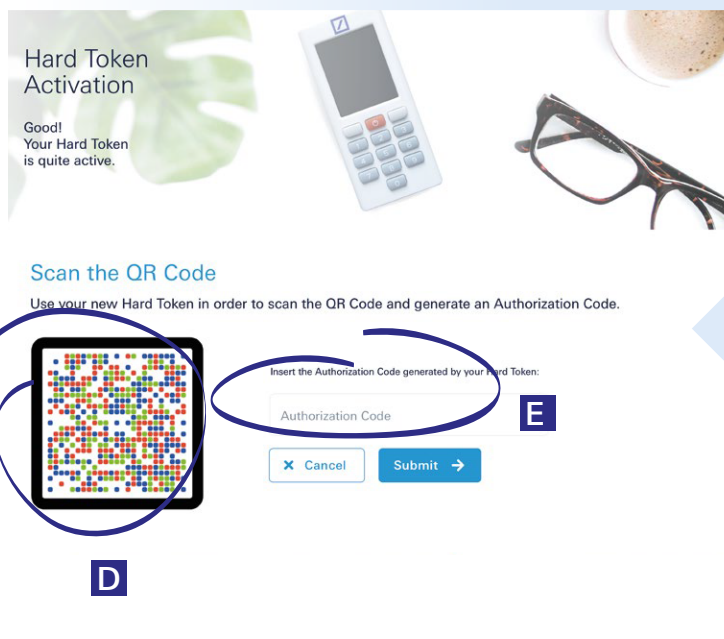 Hard Token
Activation
Good!
Your Hard Token
is quite active.
Scan the QR Code
Use your new Hard Token in order to scan the QR Code and generate an Authorization Code.
Insert the Authorization Code generated by your Hard Token:
Authorization Code
E
Cancel
Submit
D